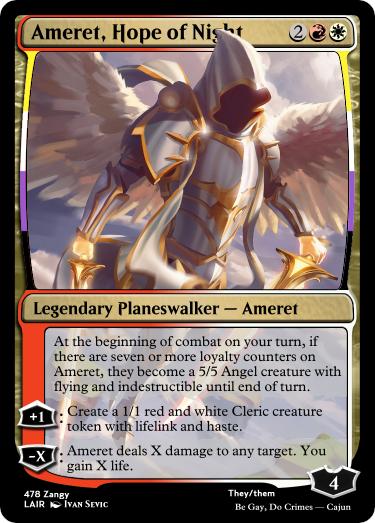 Ameret, Hope of Night 2
Legendary Planeswalker — Ameret
At the beginning of combat on your turn, if
there are seven or more loyalty counters on
Ameret, they become a 5/5 Angel creature with
flying and indestructible until end of turn.
+1 : Create a 1/1 red and white Cleric creature
token with lifelink and haste.
-X : Ameret deals X damage to any target. You
gain X life.
4
478 Zangy They/them
LAIR Ivan Sevic Be Gay, Do Crimes — Cajun